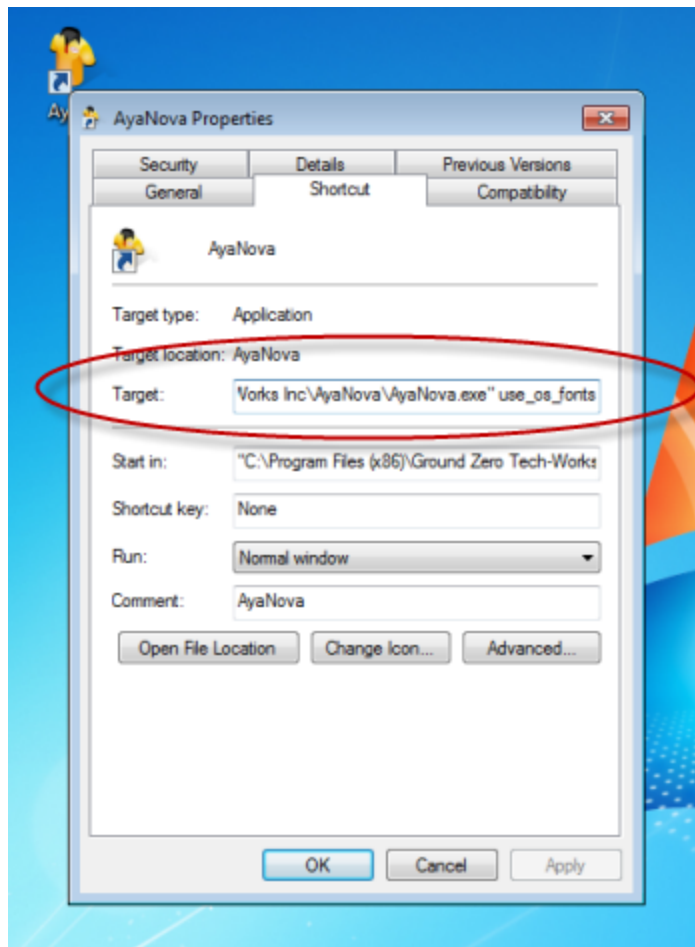 Ay
AyaNova Properties
Security Details Previous Versions
General Shortcut Compatibility
AyaNova
Target type: Application
Target location: AyaNova
Target: Works Inc\AyaNova\AyaNova.exe" use_os_fonts
Start in: "C:\Program Files (x86)\Ground Zero Tech-Works
Shortcut key: None
Run: Normal window
Comment: AyaNova
Open File Location Change Icon... Advanced...
OK Cancel Apply